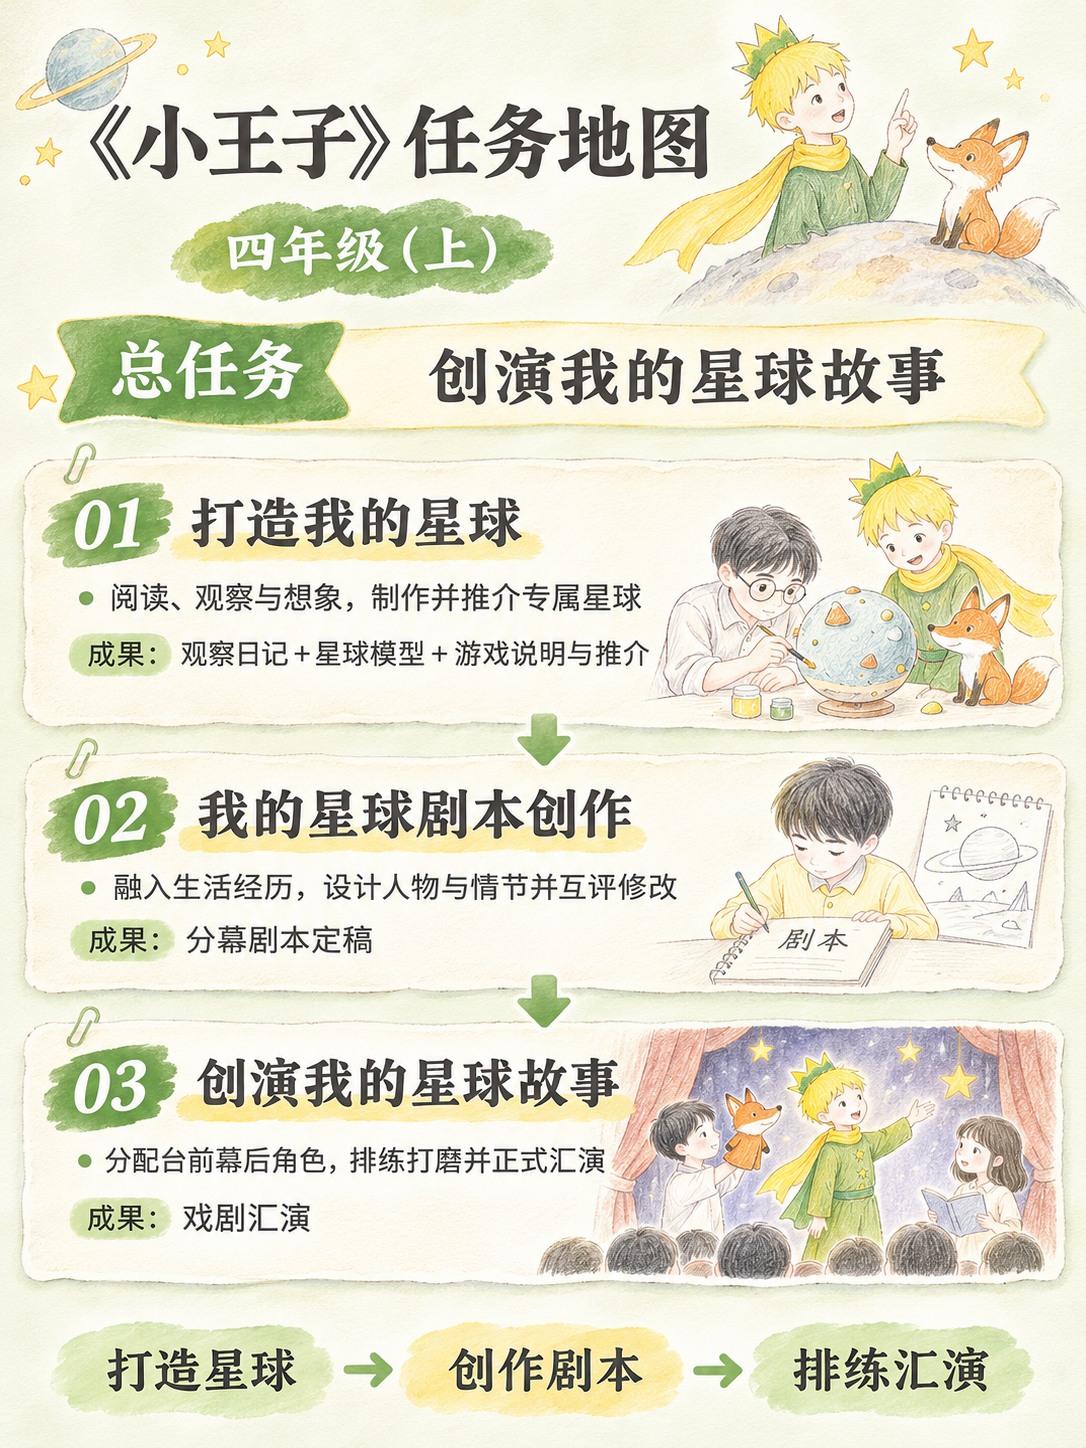 《小王子》任务地图
四年级(上)
总任务
创演我的星球故事
01 打造我的星球
• 阅读、观察与想象，制作并推介专属星球
成果： 观察日记+星球模型+游戏说明与推介
02 我的星球剧本创作
• 融入生活经历，设计人物与情节并互评修改
成果： 分幕剧本定稿
剧本
03 创演我的星球故事
• 分配台前幕后角色，排练打磨并正式汇演
成果： 戏剧汇演
打造星球 → 创作剧本 → 排练汇演